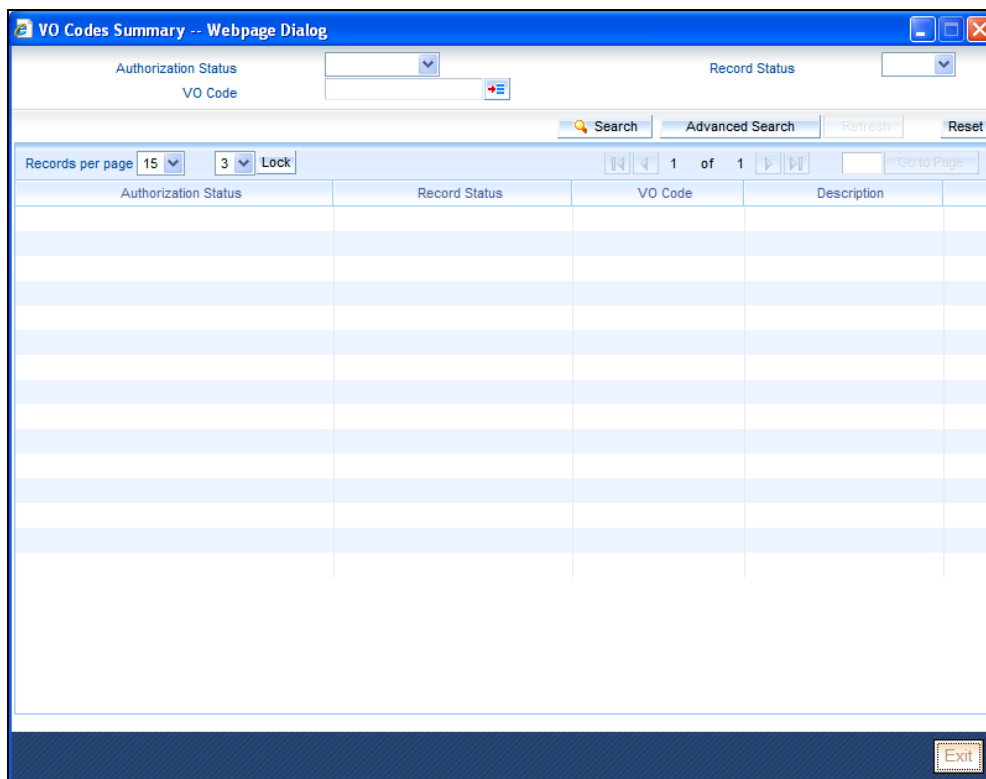 VO Codes Summary -- Webpage Dialog
Authorization Status Record Status
VO Code
Search Advanced Search Refresh Reset
Records per page 15 3 Lock 1 of 1 Go to Page
Authorization Status Record Status VO Code Description
Exit